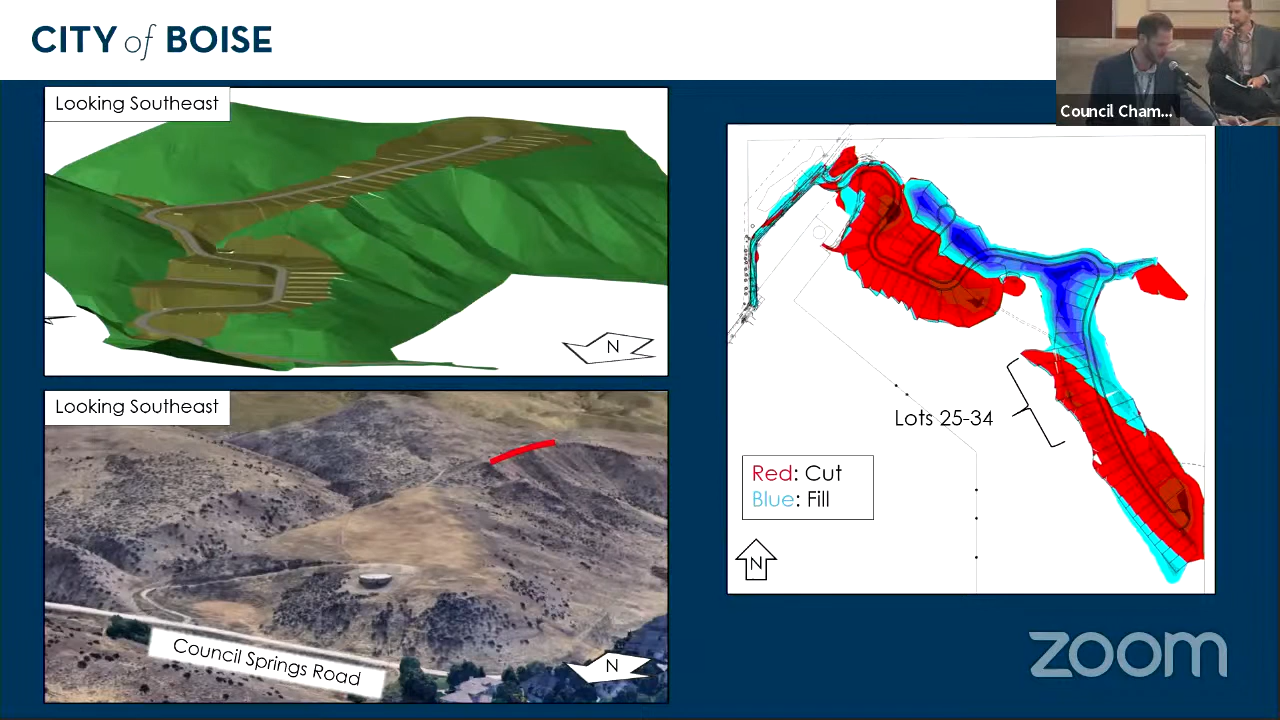 CITY of BOISE
Council Cham...
Looking Southeast
N
Looking Southeast
Council Springs Road
N
Lots 25-34
Red: Cut
Blue: Fill
N
zoom